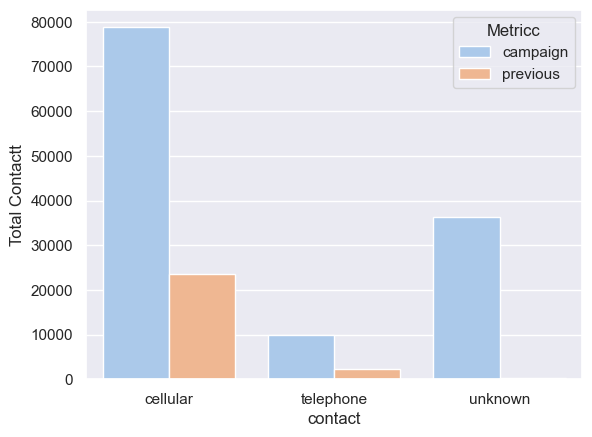 80000
70000
60000
50000
40000
30000
20000
10000
0
Total Contactt
Metricc
campaign
previous
cellular
telephone
unknown
contact